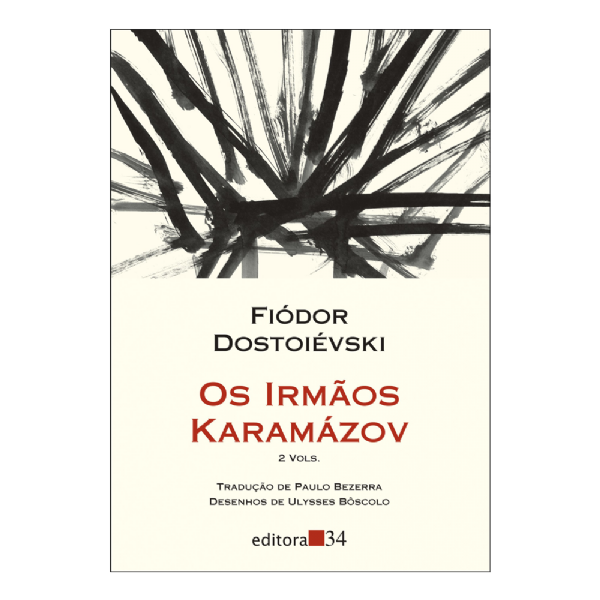 FIÓDOR
DOSTOIÉVSKI
OS IRMÃOS
KARAMÁZOV
2 VOLS.
TRADUÇÃO DE PAULO BEZERRA
DESENHOS DE ULYSSES BÔSCOLO
editora 34